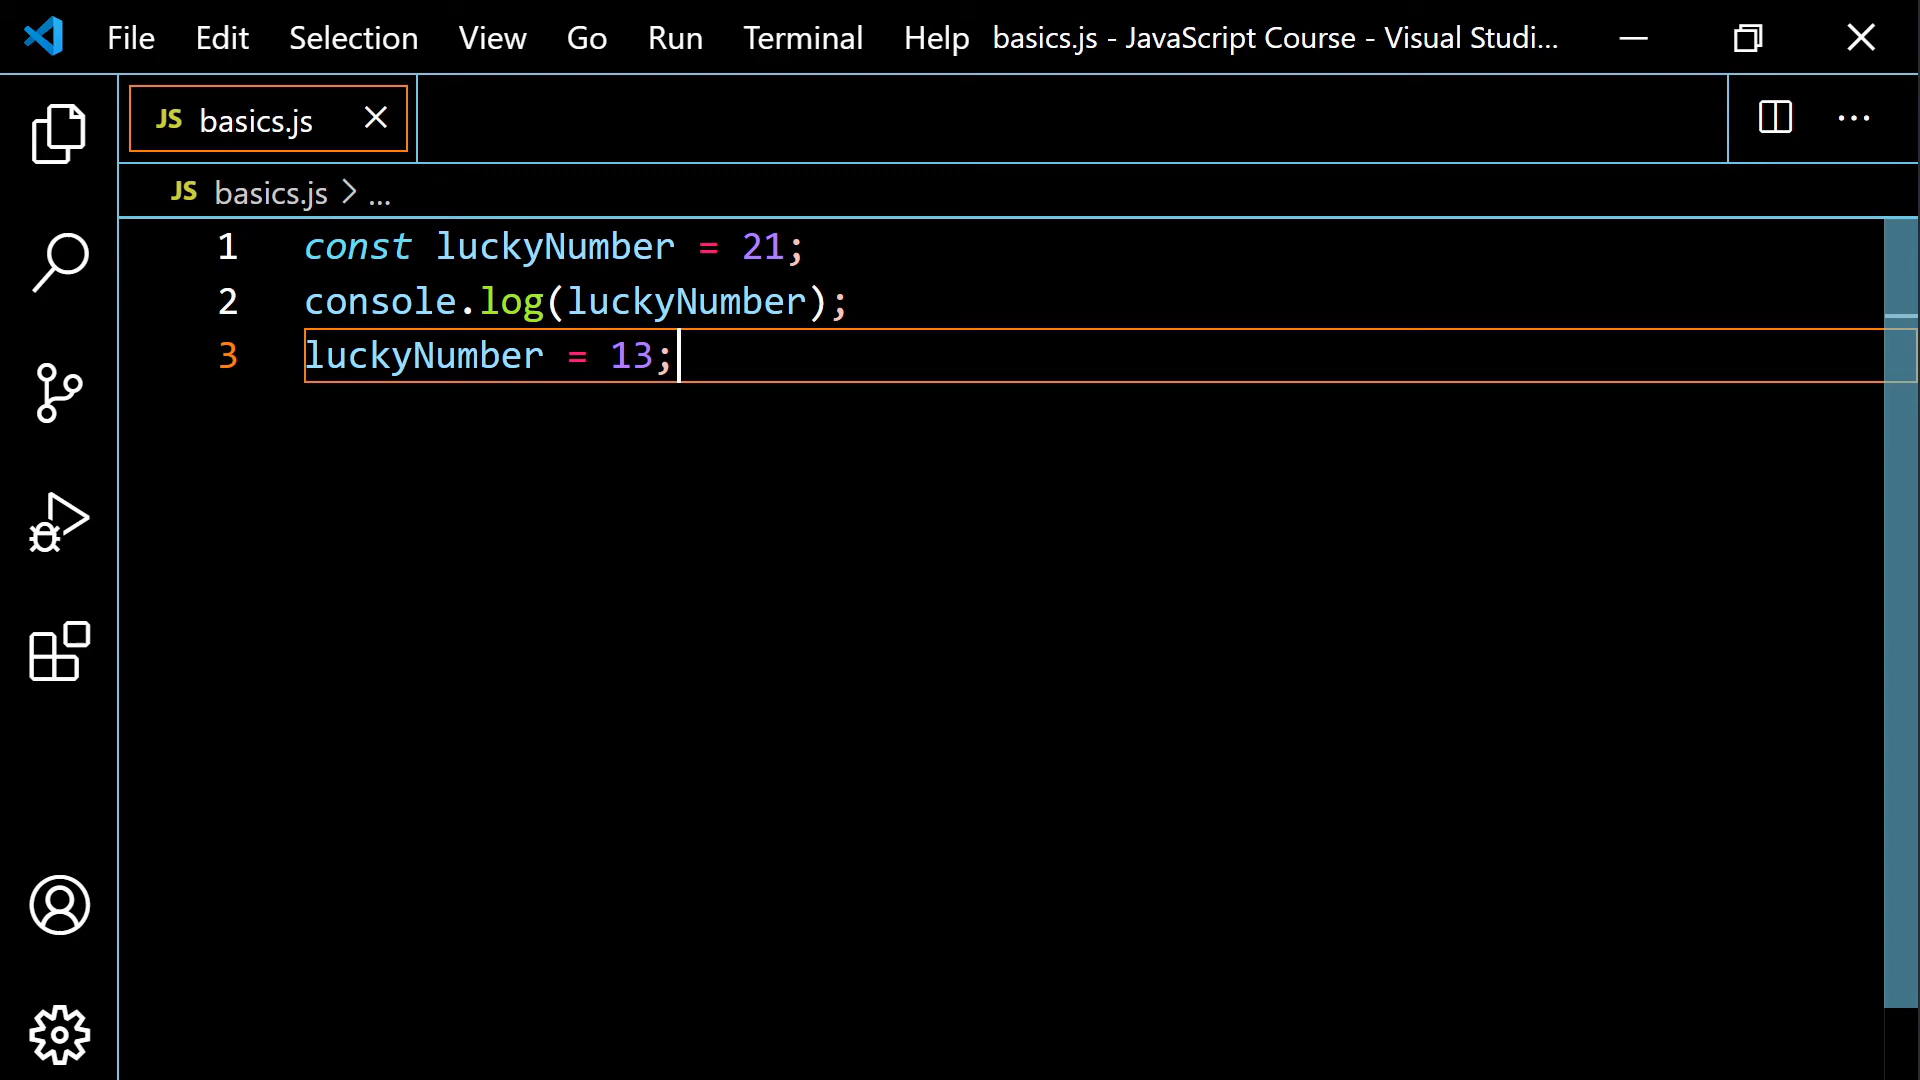 File Edit Selection View Go Run Terminal Help basics.js - JavaScript Course - Visual Studi...
JS basics.js
JS basics.js > ...
1 const luckyNumber = 21;
2 console.log(luckyNumber);
3 luckyNumber = 13;